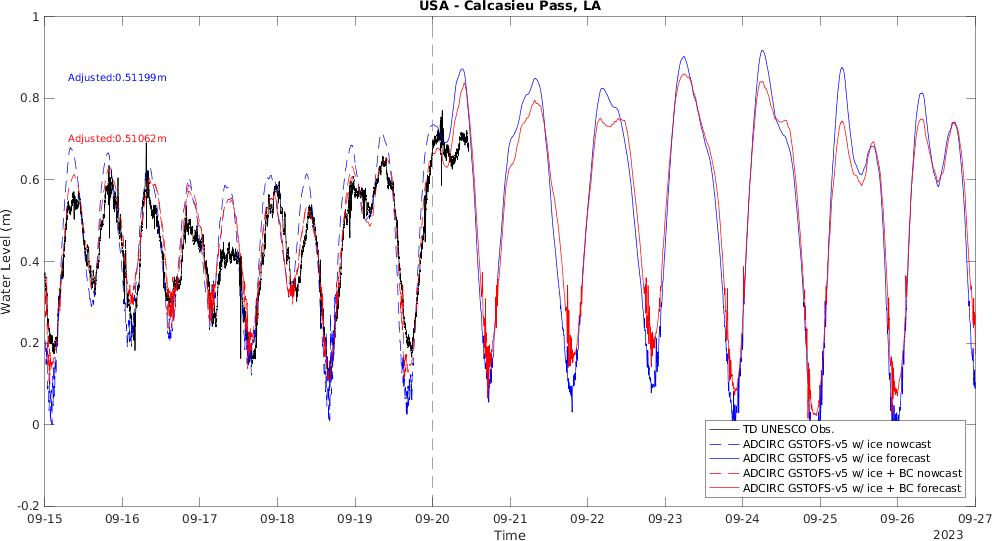 USA - Calcasieu Pass, LA
1
0.8
0.6
0.4
0.2
0
-0.2
Water Level (m)
Adjusted:0.51199m
Adjusted:0.51062m
TD UNESCO Obs.
ADCIRC GSTOFS-v5 w/ ice nowcast
ADCIRC GSTOFS-v5 w/ ice forecast
ADCIRC GSTOFS-v5 w/ ice + BC nowcast
ADCIRC GSTOFS-v5 w/ ice + BC forecast
09-15 09-16 09-17 09-18 09-19 09-20 09-21 09-22 09-23 09-24 09-25 09-26 09-27
Time
2023